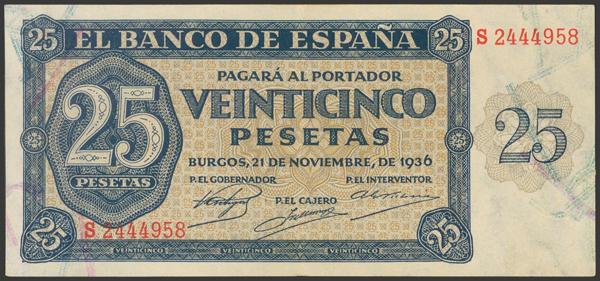 25 EL BANCO DE ESPAÑA 25
S 2444958
PAGARÁ AL PORTADOR
VEINTICINCO
PESETAS
25
PESETAS
25
BURGOS, 21 DE NOVIEMBRE, DE 1936
P. EL GOBERNADOR P. EL INTERVENTOR
P. EL CAJERO
S 2444958
25 VEINTICINCO VEINTICINCO VEINTICINCO 25